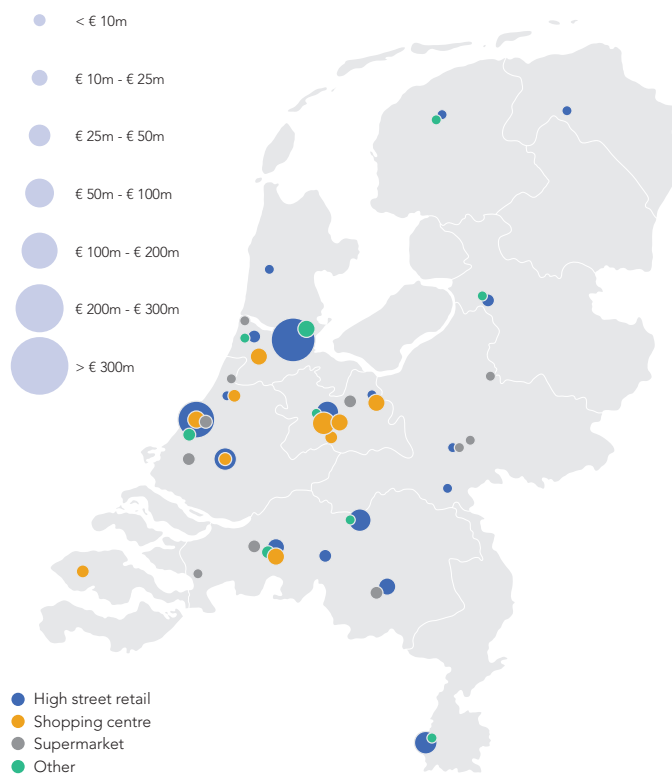 < € 10m
€ 10m - € 25m
€ 25m - € 50m
€ 50m - € 100m
€ 100m - € 200m
€ 200m - € 300m
> € 300m
High street retail
Shopping centre
Supermarket
Other